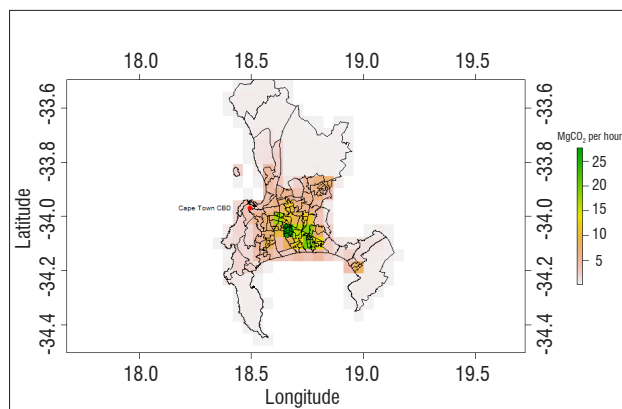 18.0 18.5 19.0 19.5
MgCO₂ per hour
-33.6 -33.6
-33.8 -33.8
-34.0 -34.0
-34.2 -34.2
-34.4 -34.4
Latitude
Cape Town CBD
25
20
15
10
5
18.0 18.5 19.0 19.5
Longitude